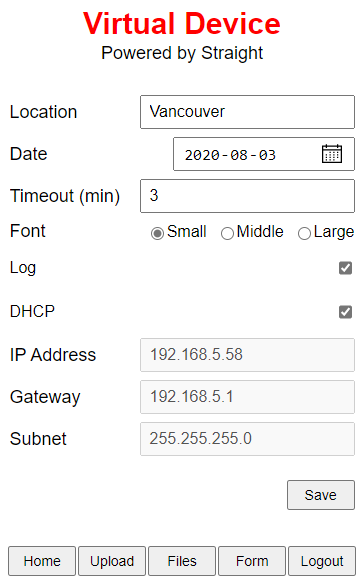 Virtual Device
Powered by Straight
Location Vancouver
Date 2020-08-03
Timeout (min) 3
Font Small Middle Large
Log
DHCP
IP Address 192.168.5.58
Gateway 192.168.5.1
Subnet 255.255.255.0
Save
Home Upload Files Form Logout